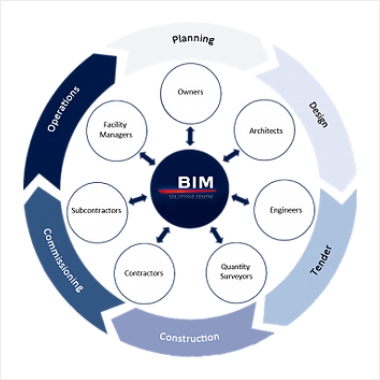 Planning
Design
Tender
Construction
Commissioning
Operations
Owners
Architects
Engineers
Quantity
Surveyors
Contractors
Subcontractors
Facility
Managers
BIM
SOLUTIONS CENTRE